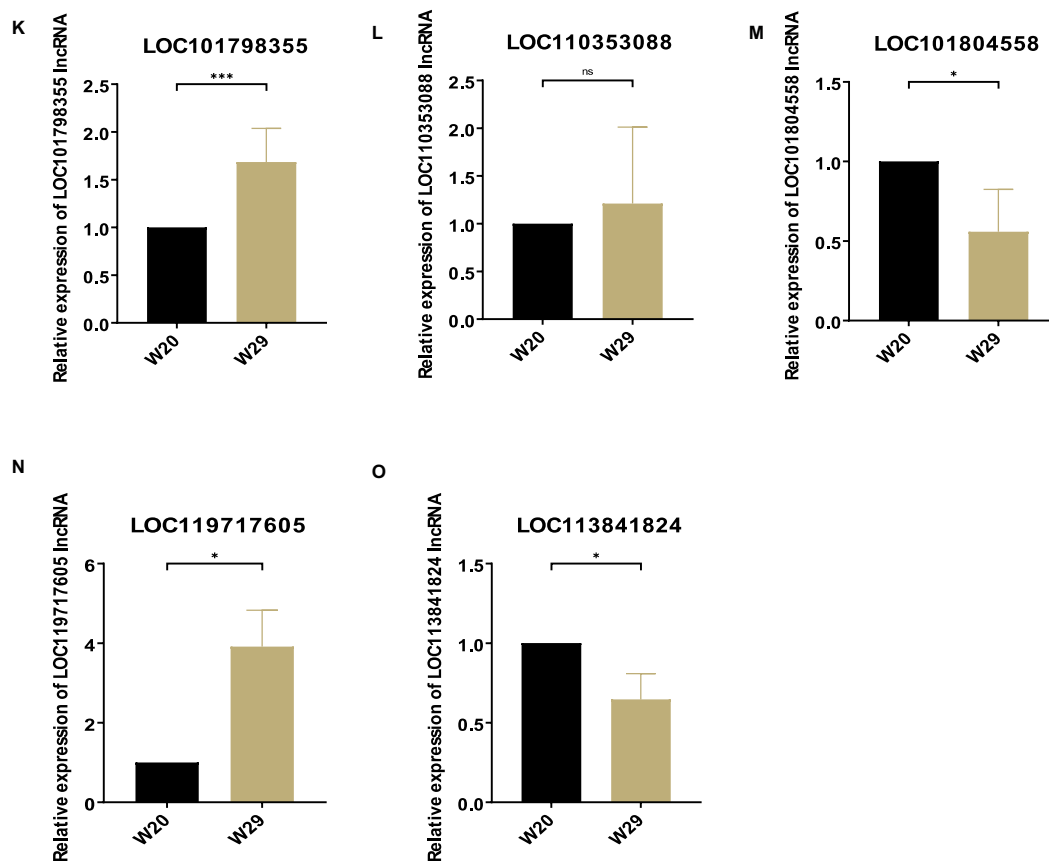 K
LOC101798355
Relative expression of LOC101798355 lncRNA
***
2.5
2.0
1.5
1.0
0.5
0.0
W20
W29
L
LOC110353088
Relative expression of LOC110353088 lncRNA
ns
2.5
2.0
1.5
1.0
0.5
0.0
W20
W29
M
LOC101804558
Relative expression of LOC101804558 lncRNA
*
1.5
1.0
0.5
0.0
W20
W29
N
LOC119717605
Relative expression of LOC119717605 lncRNA
*
6
4
2
0
W20
W29
O
LOC113841824
Relative expression of LOC113841824 lncRNA
*
1.5
1.0
0.5
0.0
W20
W29